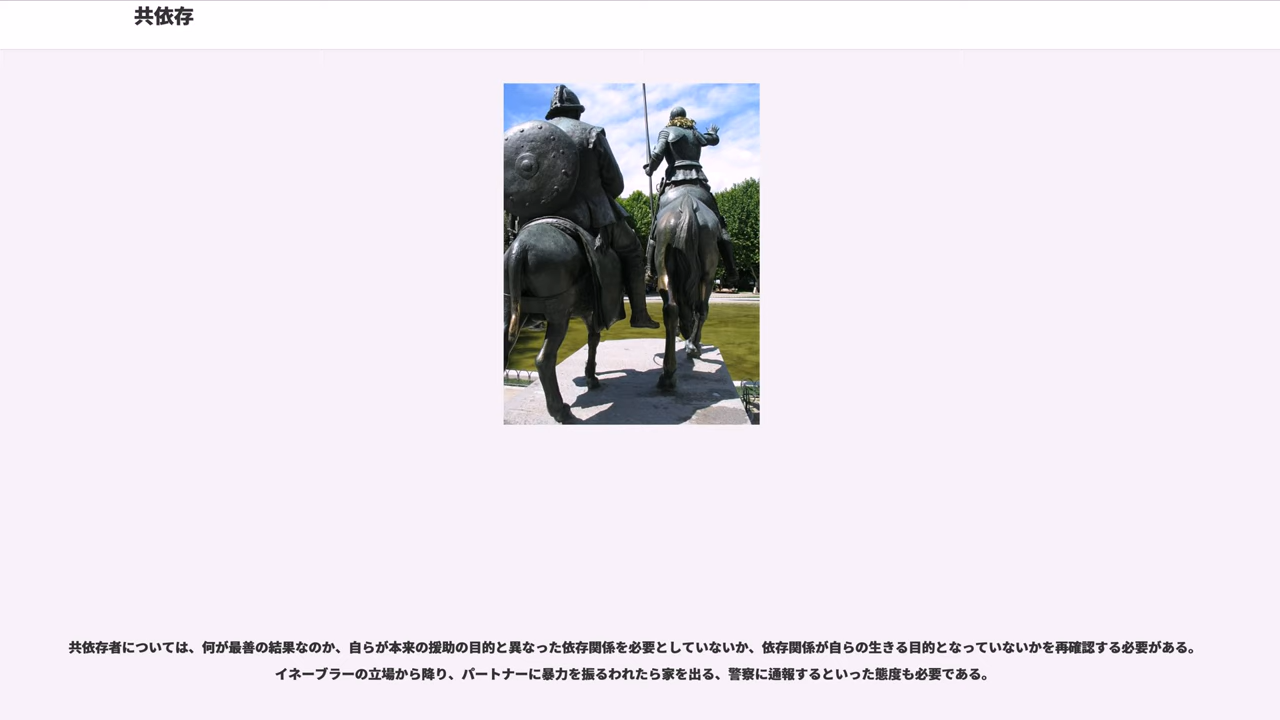 共依存
共依存者については、何が最善の結果なのか、自らが本来の援助の目的と異なった依存関係を必要としていないか、依存関係が自らの生きる目的となっていないかを再確認する必要がある。
イネーブラーの立場から降り、パートナーに暴力を振るわれたら家を出る、警察に通報するといった態度も必要である。